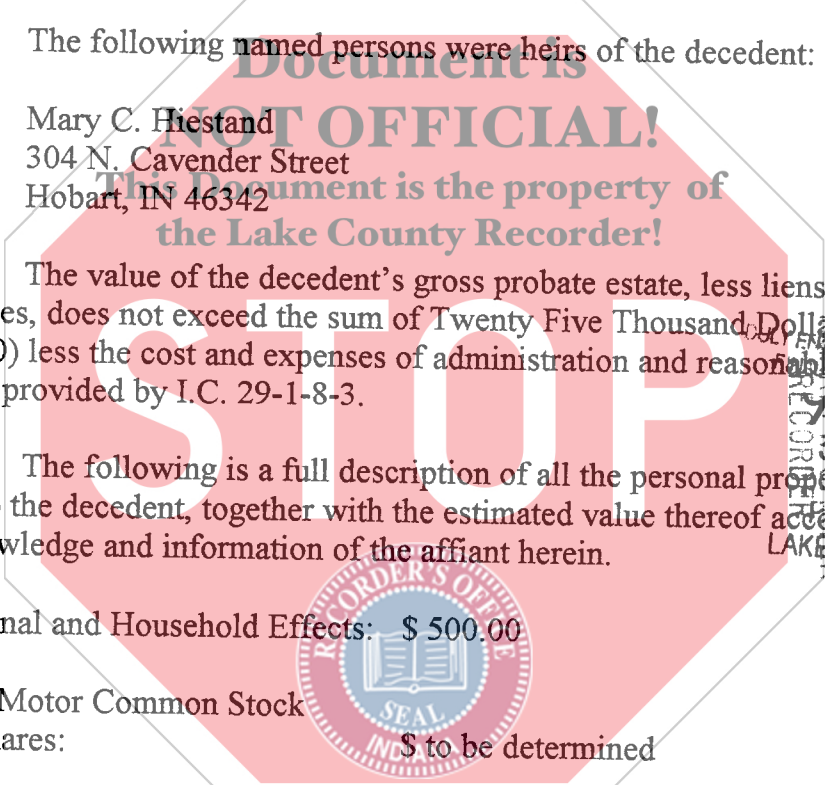 The following named persons were heirs of the decedent:
Document is
Mary C. Hiestand
NOT OFFICIAL!
304 N. Cavender Street
This Document is the property of
Hobart, IN 46342
the Lake County Recorder!
The value of the decedent's gross probate estate, less liens
es, does not exceed the sum of Twenty Five Thousand Dolla
) less the cost and expenses of administration and reasonabl
provided by I.C. 29-1-8-3.
STOP
The following is a full description of all the personal prope
the decedent, together with the estimated value thereof acco
wledge and information of the affiant herein.
LAKE
RECORDER'S OFFICE
nal and Household Effects: $ 500.00
Motor Common Stock
SEAL
ares: $ to be determined
INDIANA